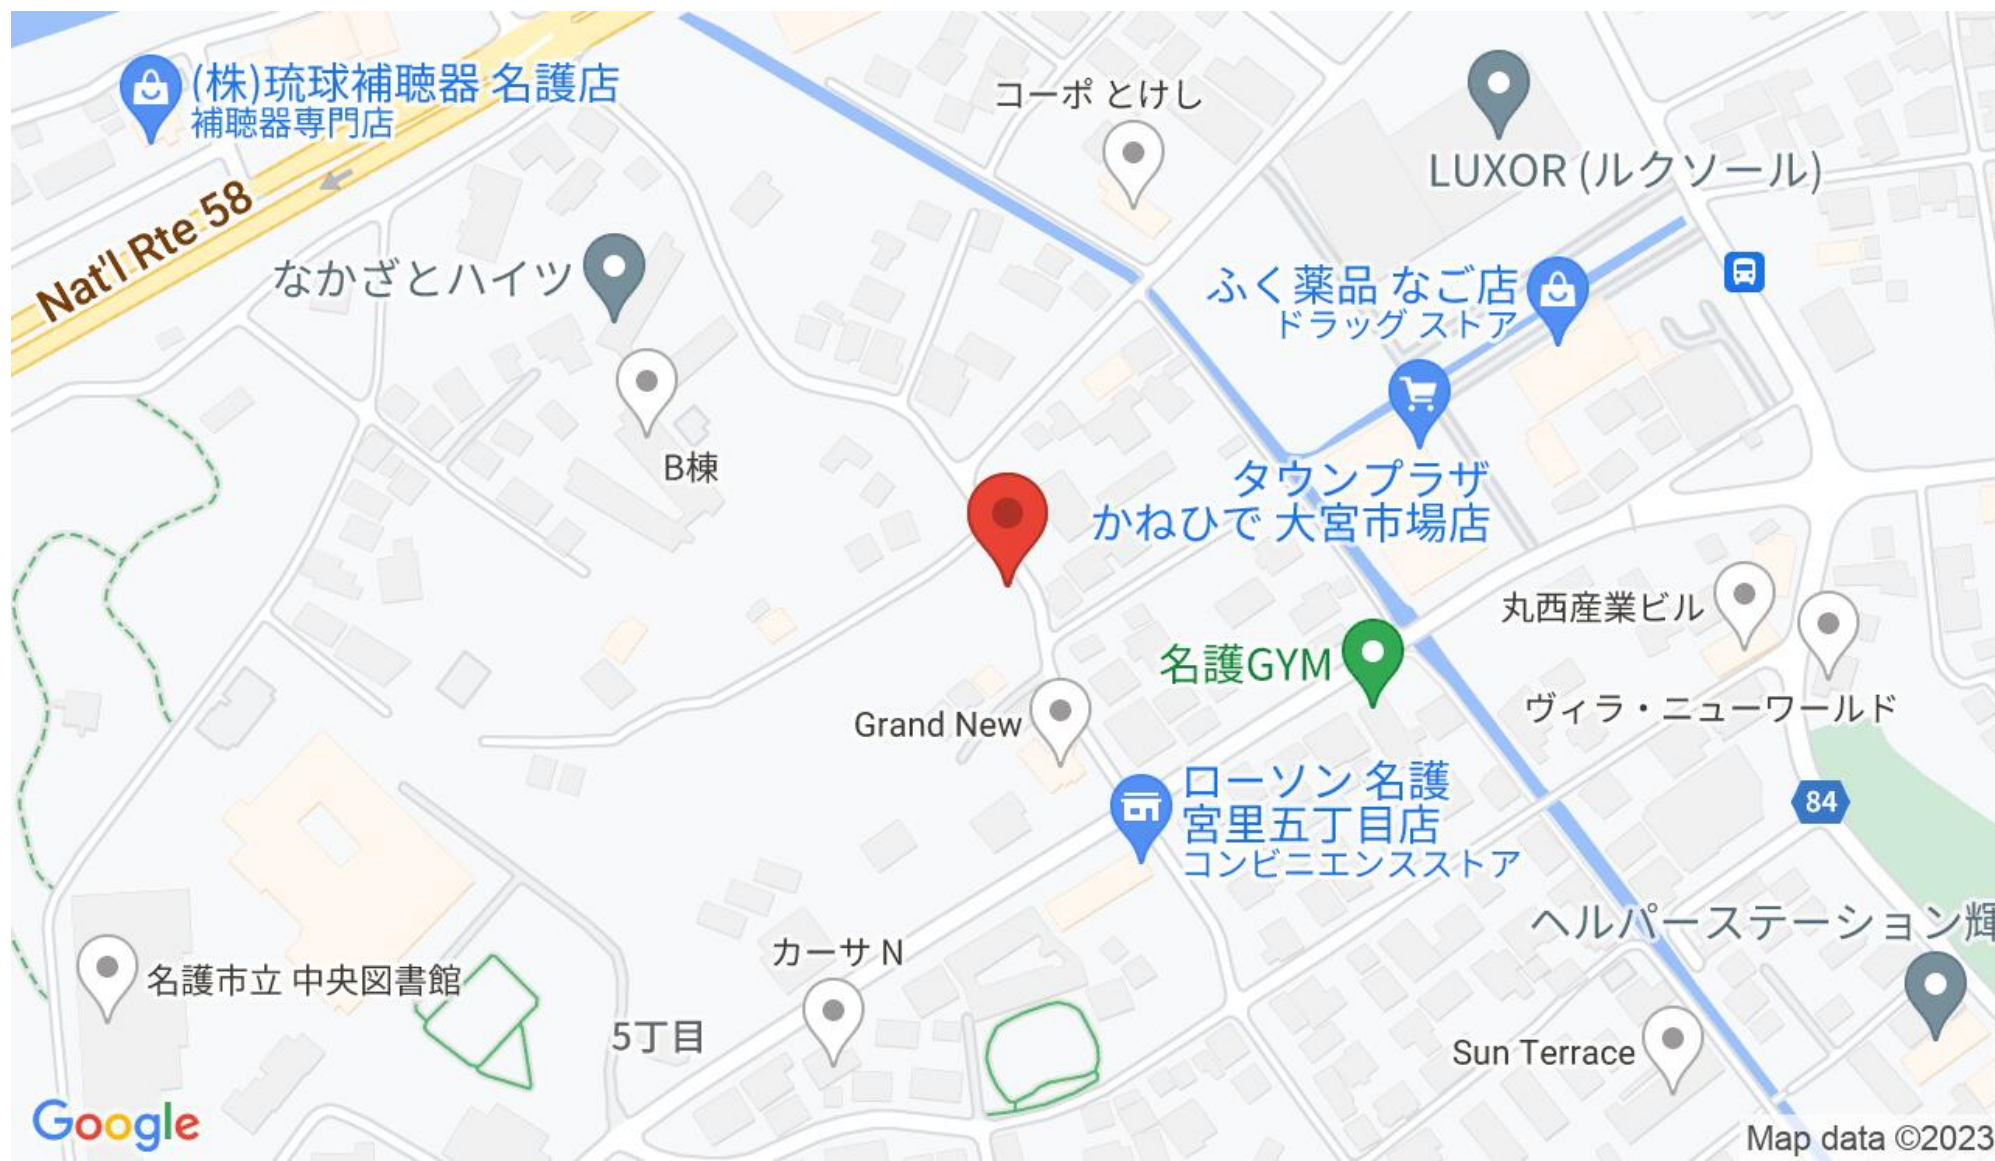 (株)琉球補聴器 名護店
補聴器専門店
コーポ とけし
LUXOR (ルクソール)
Nat'l Rte 58
なかざとハイツ
ふく薬品 なご店
ドラッグ ストア
B棟
タウンプラザ
かねひで 大宮市場店
丸西産業ビル
名護GYM
ヴィラ・ニューワールド
Grand New
ローソン 名護
宮里五丁目店
コンビニエンスストア
84
ヘルパーステーション輝
カーサ N
名護市立 中央図書館
5丁目
Sun Terrace
Google
Map data ©2023